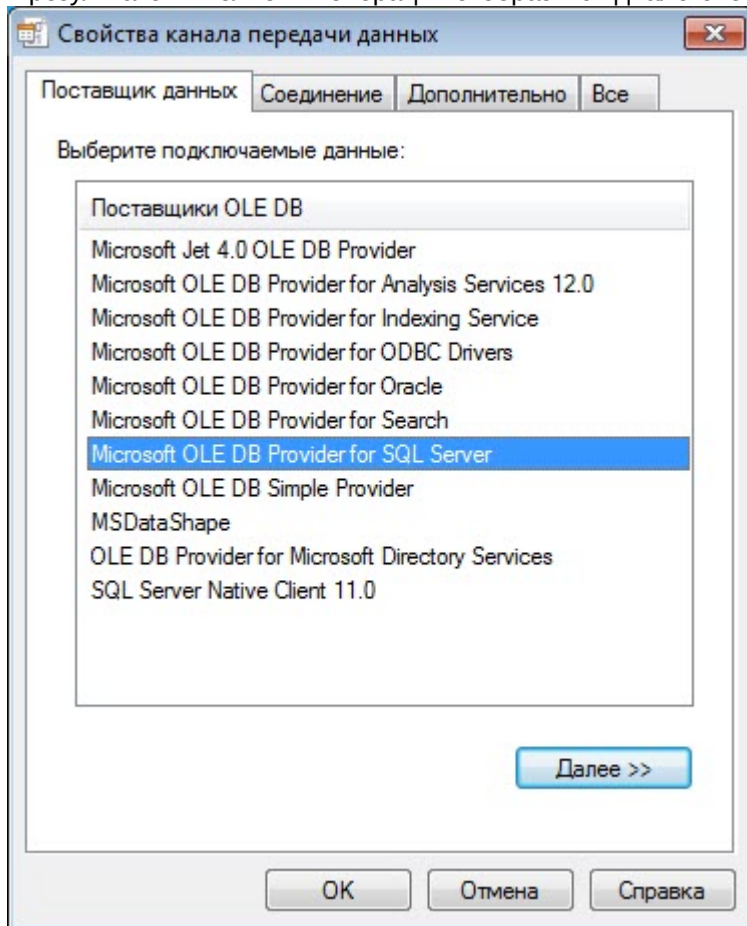 Свойства канала передачи данных
Поставщик данных Соединение Дополнительно Все
Выберите подключаемые данные:
Поставщики OLE DB
Microsoft Jet 4.0 OLE DB Provider
Microsoft OLE DB Provider for Analysis Services 12.0
Microsoft OLE DB Provider for Indexing Service
Microsoft OLE DB Provider for ODBC Drivers
Microsoft OLE DB Provider for Oracle
Microsoft OLE DB Provider for Search
Microsoft OLE DB Provider for SQL Server
Microsoft OLE DB Simple Provider
MSDataShape
OLE DB Provider for Microsoft Directory Services
SQL Server Native Client 11.0
Далее >>
ОК Отмена Справка